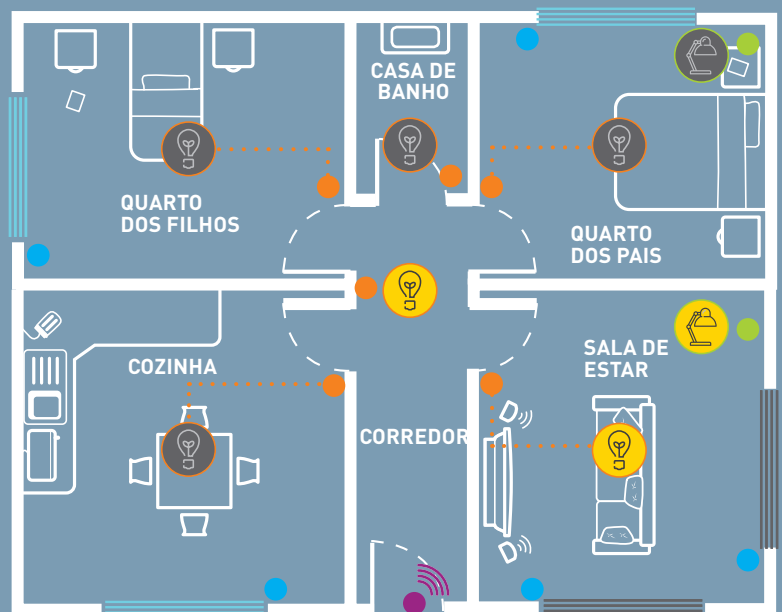 CASA DE
BANHO
QUARTO
DOS FILHOS
QUARTO
DOS PAIS
COZINHA
SALA DE
ESTAR
CORREDOR